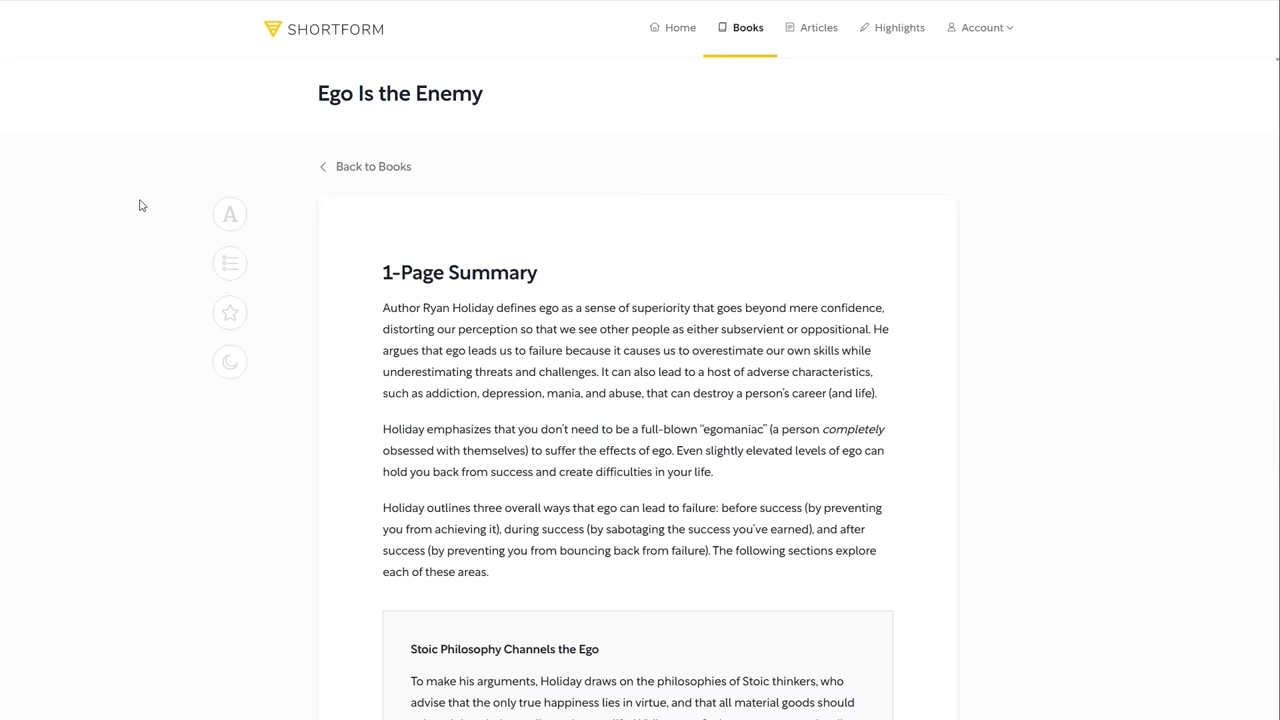 SHORTFORM
Home
Books
Articles
Highlights
Account
Ego Is the Enemy
Back to Books
A
1-Page Summary
Author Ryan Holiday defines ego as a sense of superiority that goes beyond mere confidence,
distorting our perception so that we see other people as either subservient or oppositional. He
argues that ego leads us to failure because it causes us to overestimate our own skills while
underestimating threats and challenges. It can also lead to a host of adverse characteristics,
such as addiction, depression, mania, and abuse, that can destroy a person's career (and life).
Holiday emphasizes that you don't need to be a full-blown “egomaniac” (a person completely
obsessed with themselves) to suffer the effects of ego. Even slightly elevated levels of ego can
hold you back from success and create difficulties in your life.
Holiday outlines three overall ways that ego can lead to failure: before success (by preventing
you from achieving it), during success (by sabotaging the success you've earned), and after
success (by preventing you from bouncing back from failure). The following sections explore
each of these areas.
Stoic Philosophy Channels the Ego
To make his arguments, Holiday draws on the philosophies of Stoic thinkers, who
advise that the only true happiness lies in virtue, and that all material goods should